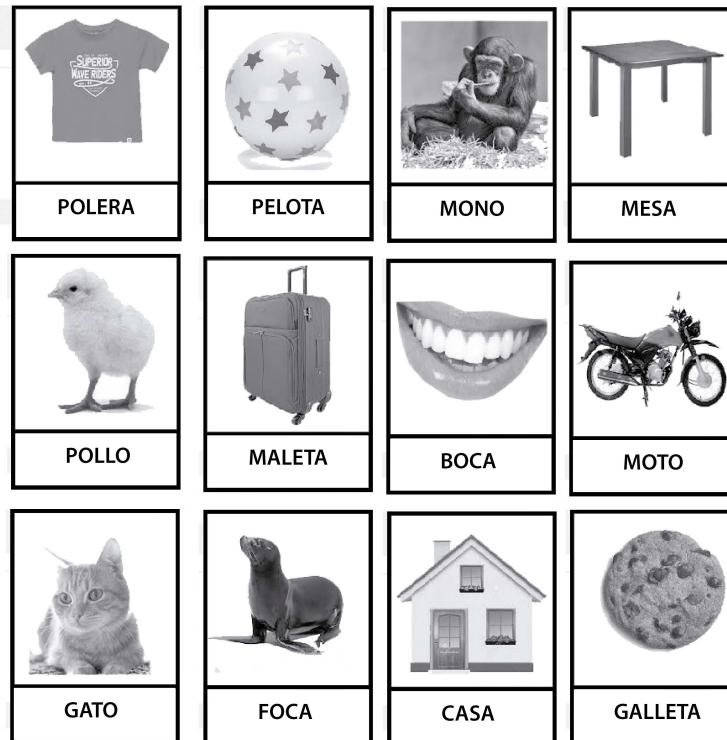 SUPERIOR
WAVE RIDERS
POLERA
PELOTA
MONO
MESA
POLLO
MALETA
BOCA
MOTO
GATO
FOCA
CASA
GALLETA